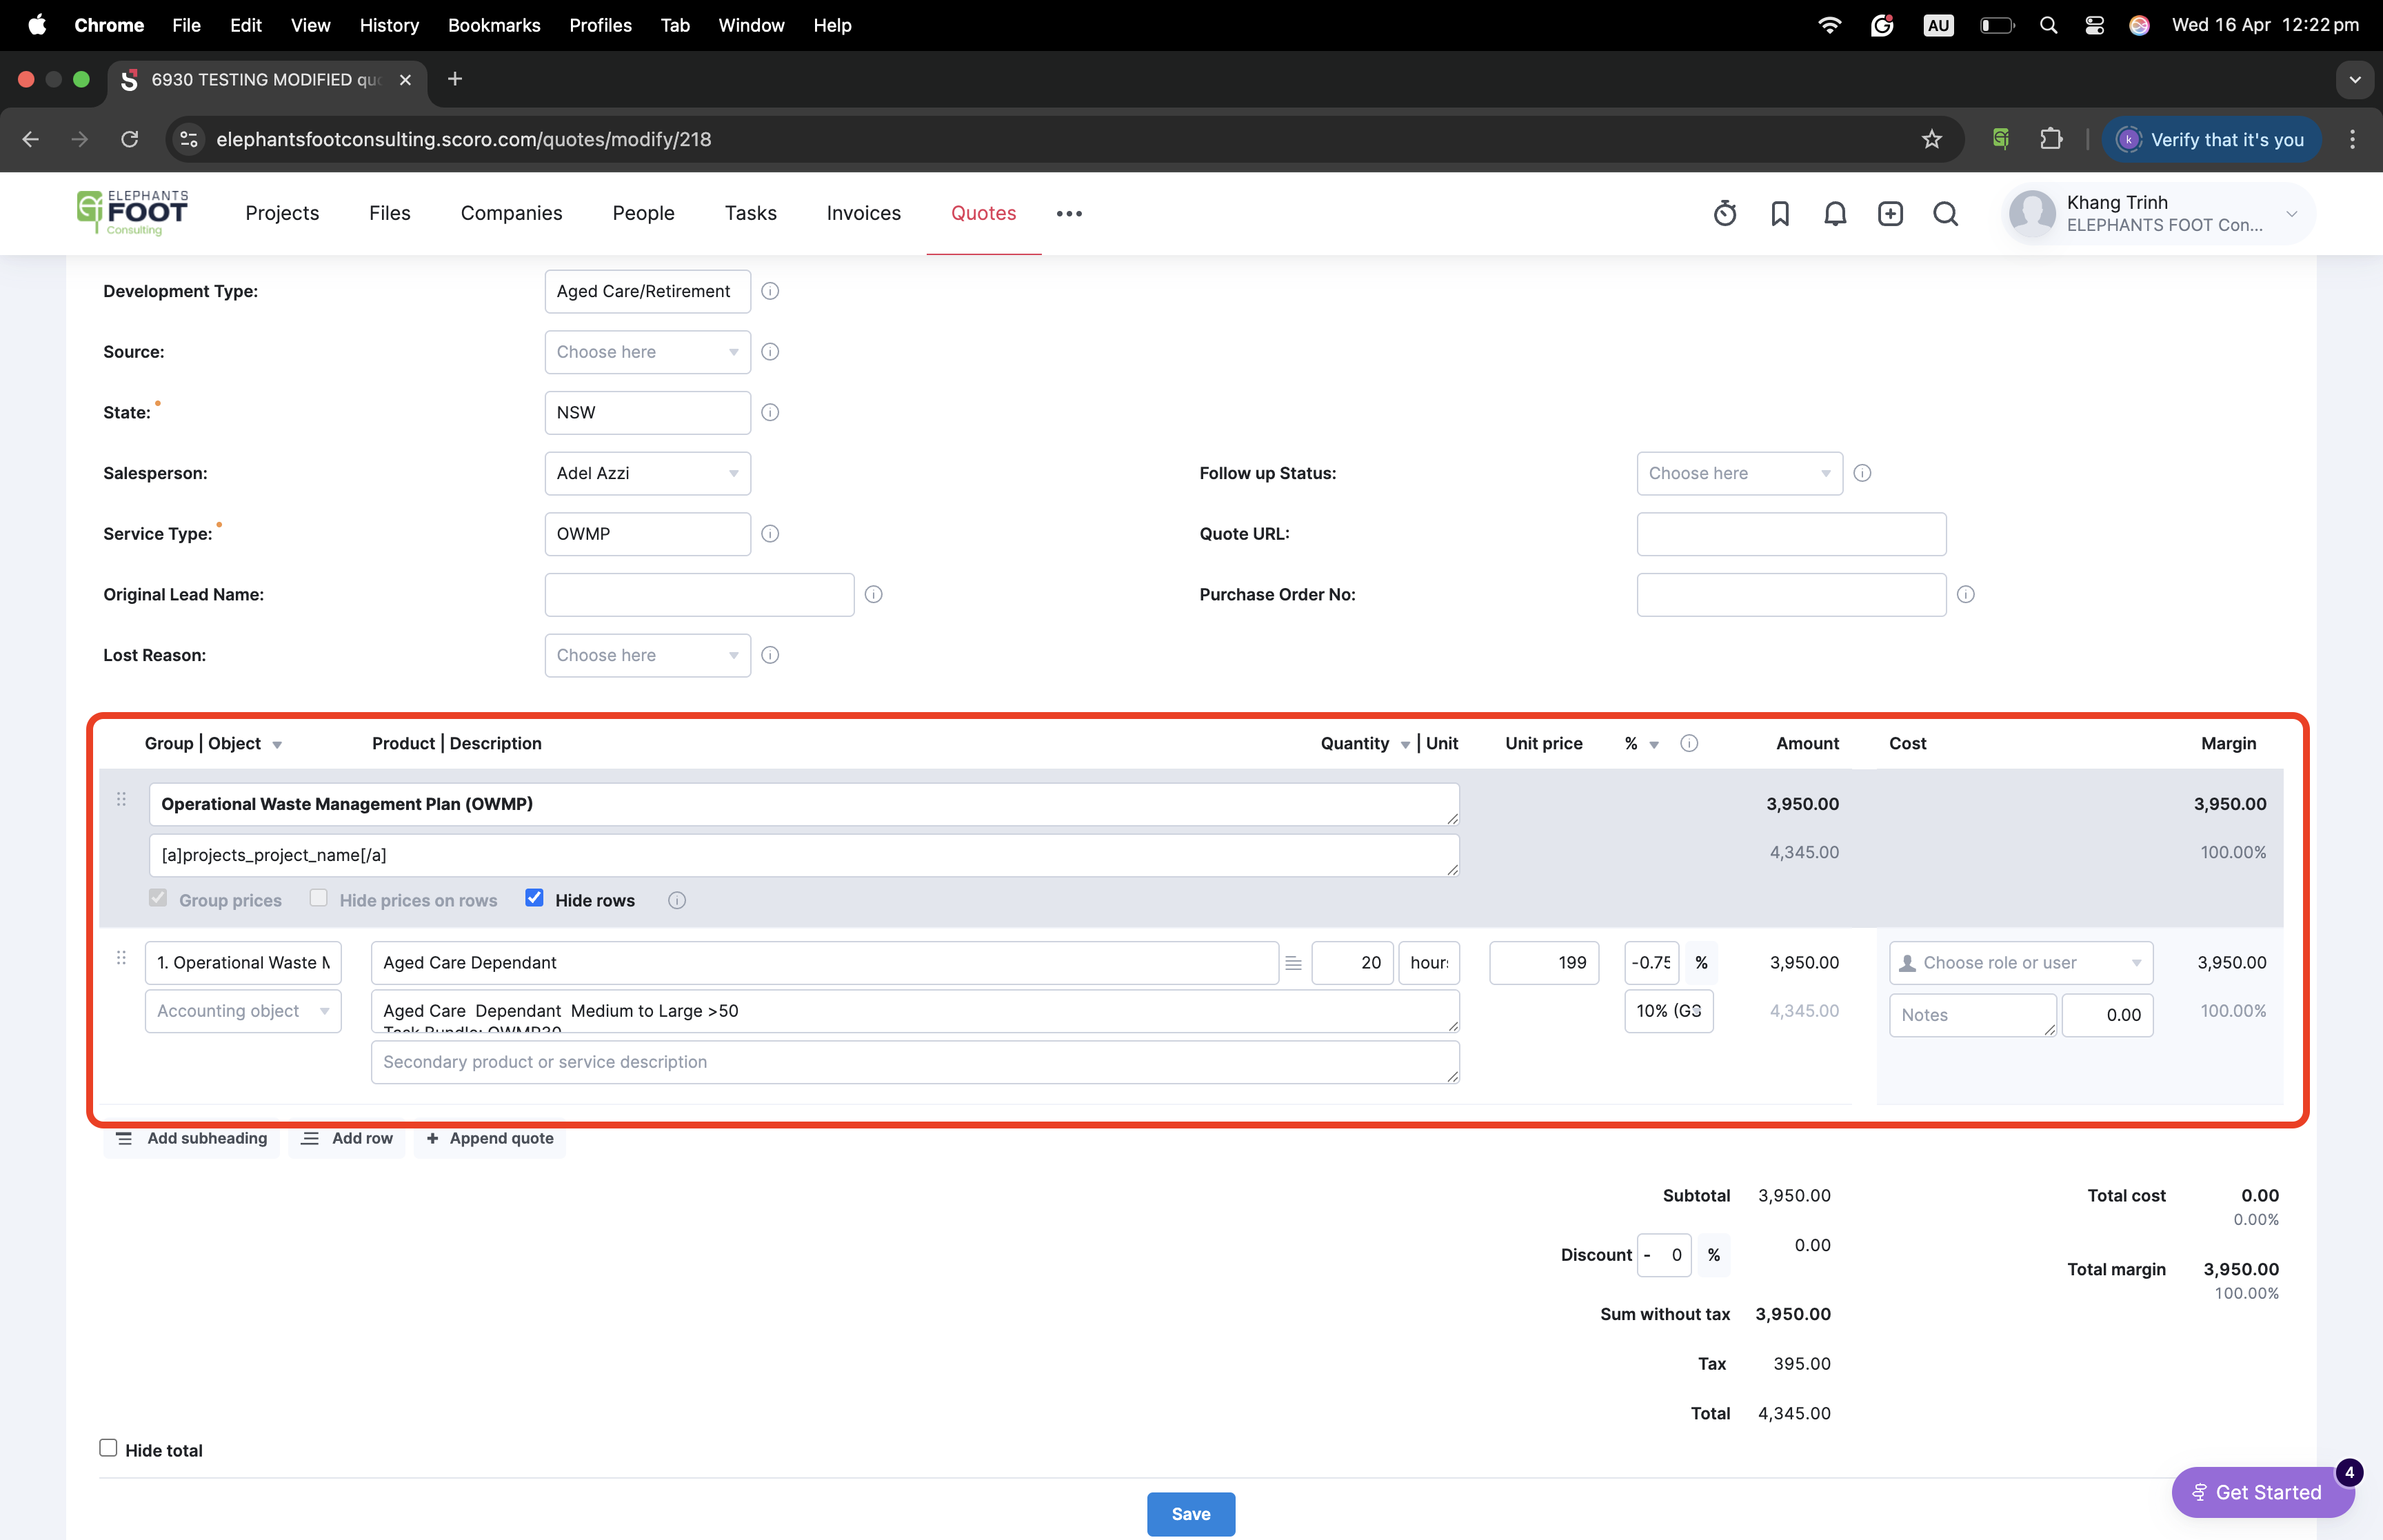 Chrome File Edit View History Bookmarks Profiles Tab Window Help AU Wed 16 Apr 12:22 pm
6930 TESTING MODIFIED quo
elephantsfootconsulting.scoro.com/quotes/modify/218 k Verify that it's you
ELEPHANTS FOOT Consulting Projects Files Companies People Tasks Invoices Quotes Khang Trinh
ELEPHANTS FOOT Con...
Development Type: Aged Care/Retirement
Source: Choose here
State: NSW
Salesperson: Adel Azzi Follow up Status: Choose here
Service Type: OWMP Quote URL:
Original Lead Name: Purchase Order No:
Lost Reason: Choose here
Group | Object Product | Description Quantity | Unit Unit price % Amount Cost Margin
Operational Waste Management Plan (OWMP) 3,950.00 3,950.00
[a]projects_project_name[/a] 4,345.00 100.00%
Group prices Hide prices on rows Hide rows
1. Operational Waste M Aged Care Dependant 20 hours 199 -0.75 % 3,950.00 Choose role or user 3,950.00
Accounting object Aged Care  Dependant  Medium to Large >50 10% (GS 4,345.00 Notes 0.00 100.00%
Task Bundle: OWMP20
Secondary product or service description
Add subheading Add row + Append quote
Subtotal 3,950.00 Total cost 0.00
0.00%
Discount - 0 % 0.00
Total margin 3,950.00
100.00%
Sum without tax 3,950.00
Tax 395.00
Total 4,345.00
Hide total
4
Get Started
Save